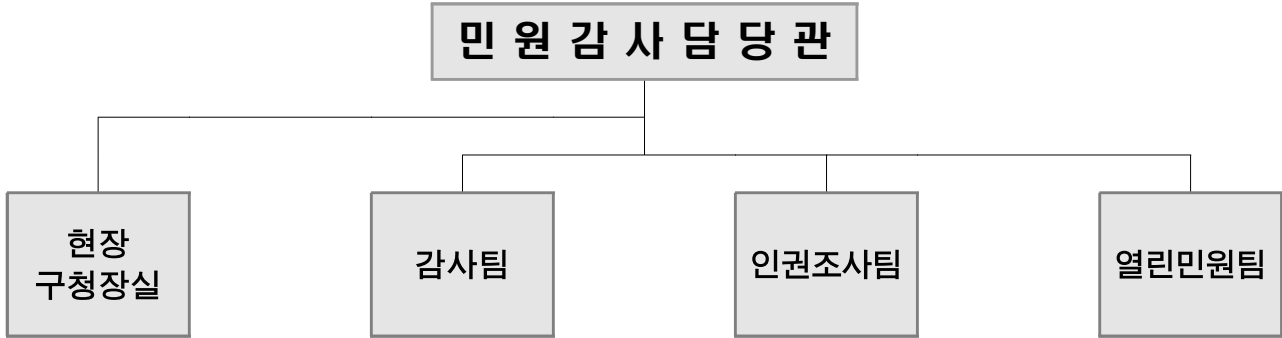 민원감사담당관
현장
구청장실
감사팀
인권조사팀
열린민원팀